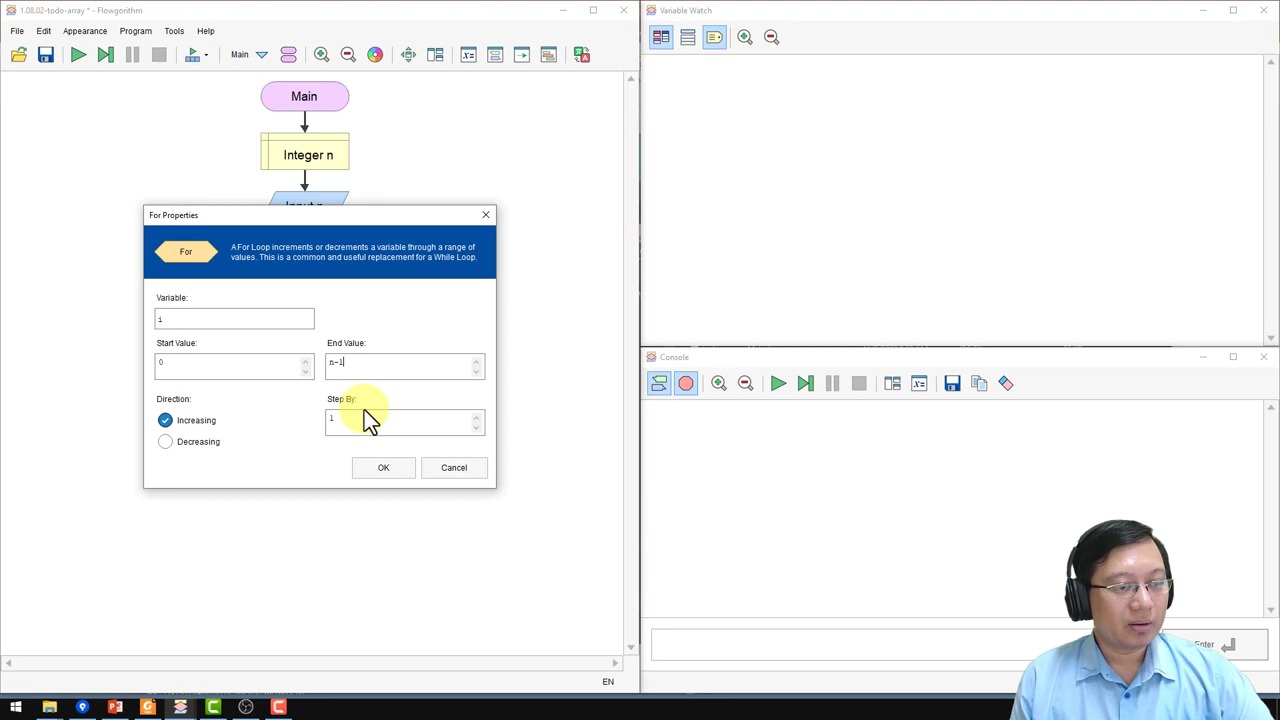 1.08.02-todo-array * - Flowgorithm
File Edit Appearance Program Tools Help
Main
Main
Integer n
Input n
For Properties
For
A For Loop increments or decrements a variable through a range of
values. This is a common and useful replacement for a While Loop.
Variable:
i
Start Value:
End Value:
0
n-1
Direction:
Step By:
Increasing
1
Decreasing
OK
Cancel
EN
Variable Watch
Console
Enter